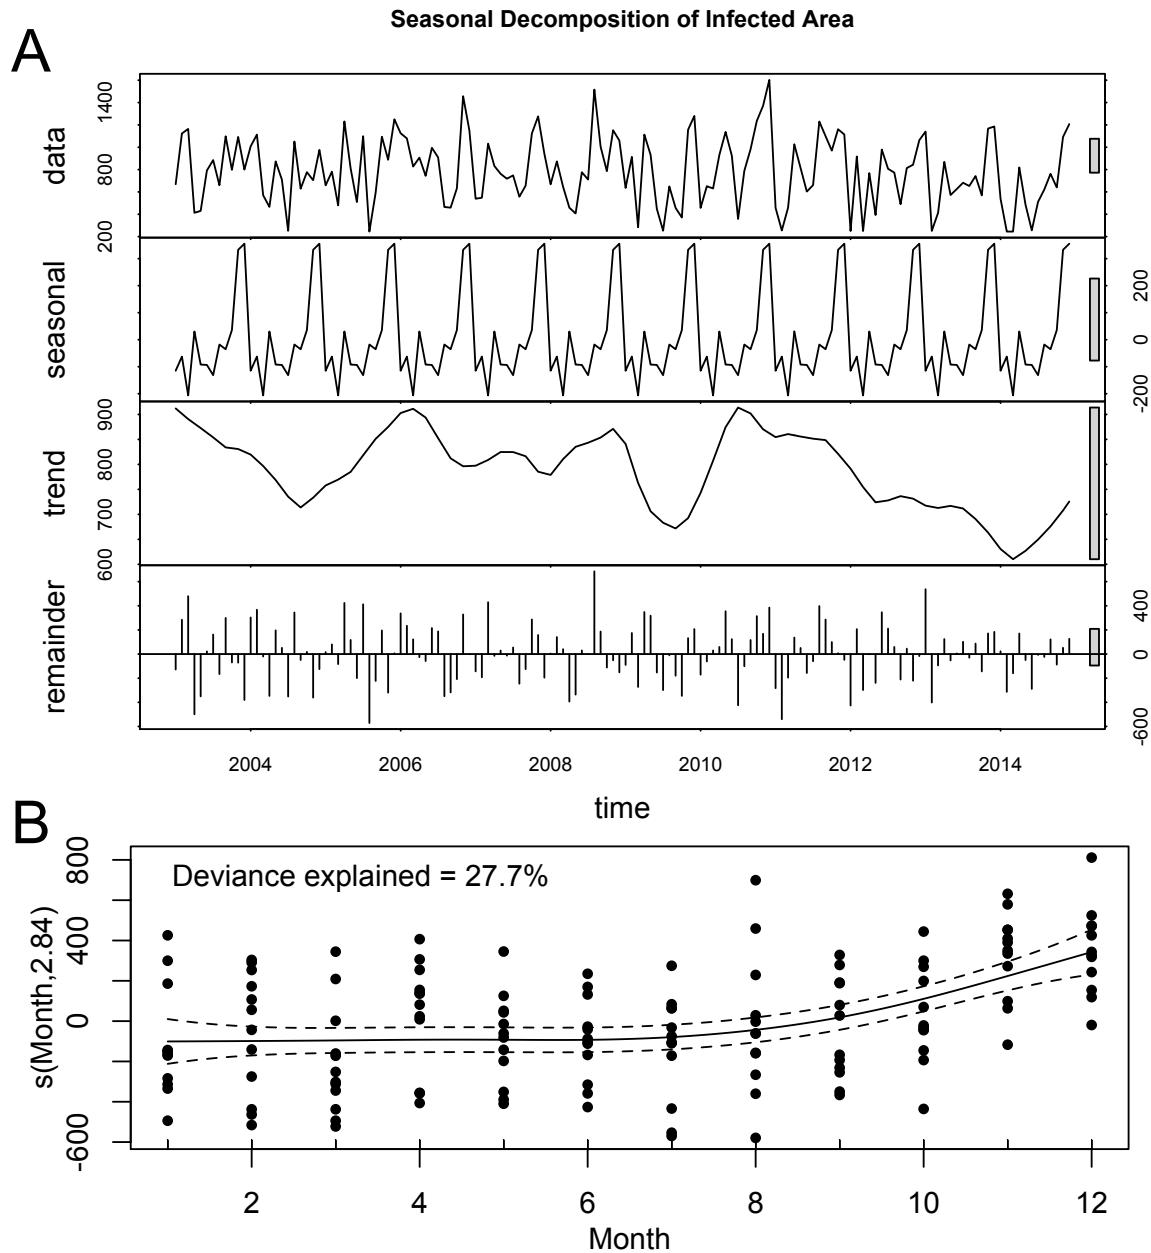 Seasonal Decomposition of Infected Area
A
data
200
800
1400
seasonal
-200
0
200
trend
600
700
800
900
remainder
-600
0
400
2004 2006 2008 2010 2012 2014
time
B
s(Month,2.84)
-600
0
400
800
Deviance explained = 27.7%
2 4 6 8 10 12
Month